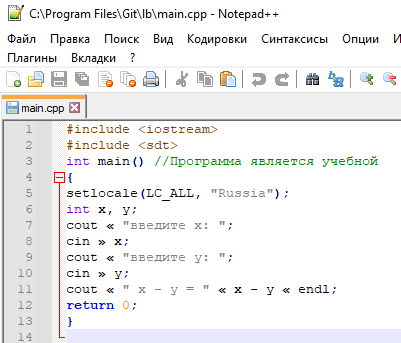 C:\Program Files\Git\lb\main.cpp - Notepad++
Файл Правка Поиск Вид Кодировки Синтаксисы Опции
Плагины Вкладки ?
main.cpp
1 #include <iostream>
2 #include <sdt>
3 int main() //Программа является учебной
4 {
5 setlocale(LC_ALL, "Russia");
6 int x, y;
7 cout « "введите x: ";
8 cin » x;
9 cout « "введите y: ";
10 cin » y;
11 cout « " x - y = " « x - y « endl;
12 return 0;
13 }
14